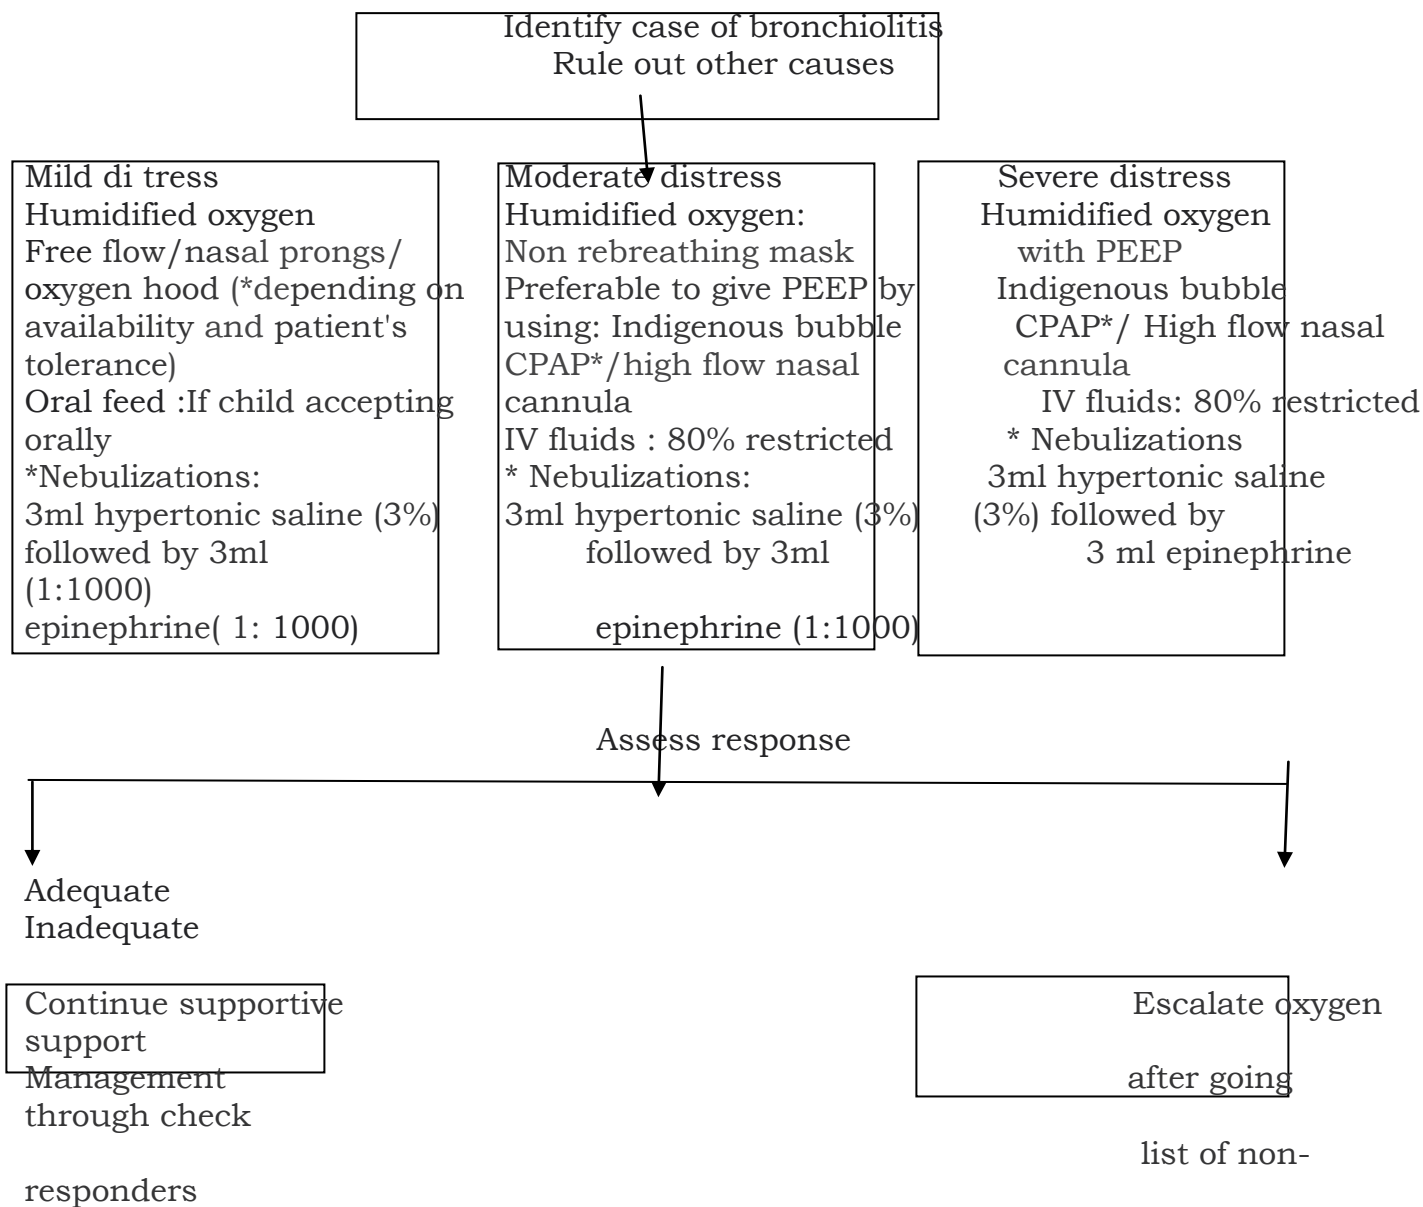 Identify case of bronchiolitis
Rule out other causes
Mild di tress
Humidified oxygen
Free flow/nasal prongs/
oxygen hood (*depending on
availability and patient's
tolerance)
Oral feed :If child accepting
orally
*Nebulizations:
3ml hypertonic saline (3%)
followed by 3ml
(1:1000)
epinephrine( 1: 1000)
Moderate distress
Humidified oxygen:
Non rebreathing mask
Preferable to give PEEP by
using: Indigenous bubble
CPAP*/high flow nasal
cannula
IV fluids : 80% restricted
* Nebulizations:
3ml hypertonic saline (3%)
followed by 3ml
epinephrine (1:1000)
Severe distress
Humidified oxygen
with PEEP
Indigenous bubble
CPAP*/ High flow nasal
cannula
IV fluids: 80% restricted
* Nebulizations
3ml hypertonic saline
(3%) followed by
3 ml epinephrine
Assess response
Adequate
Inadequate
Continue supportive
support
Management
through check
responders
Escalate oxygen
after going
list of non-